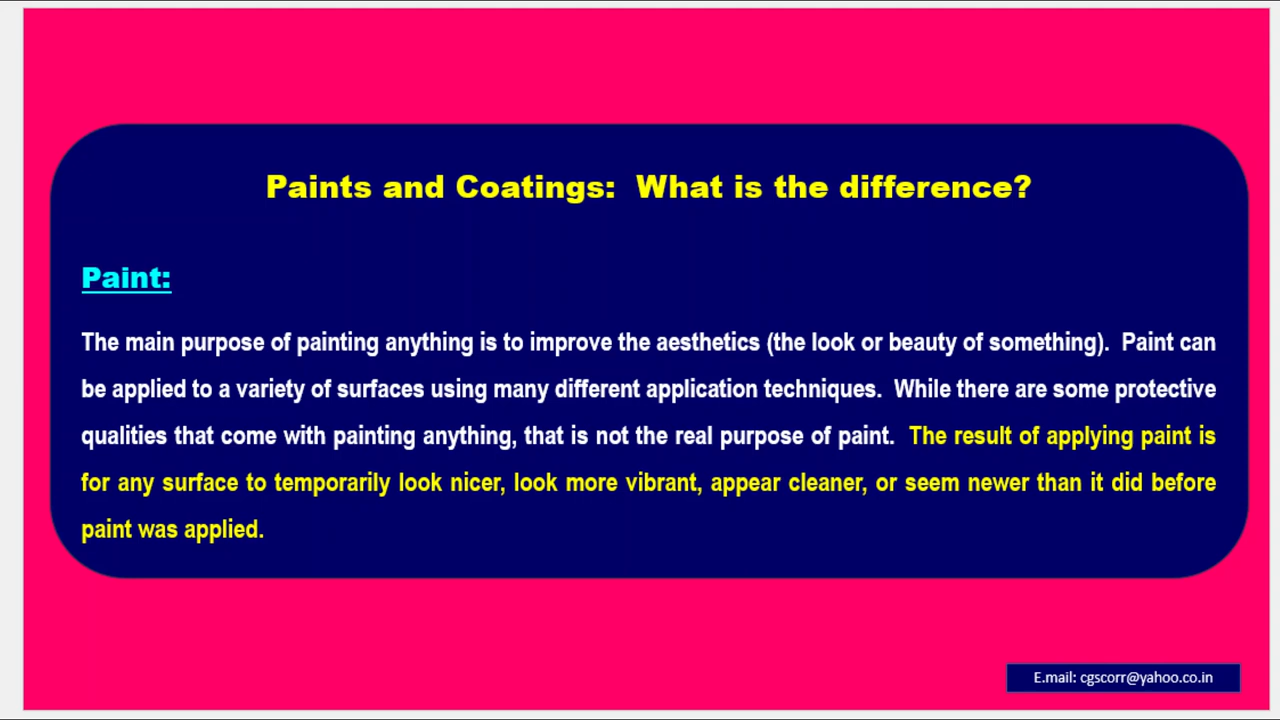 Paints and Coatings:  What is the difference?
Paint:
The main purpose of painting anything is to improve the aesthetics (the look or beauty of something).  Paint can
be applied to a variety of surfaces using many different application techniques.  While there are some protective
qualities that come with painting anything, that is not the real purpose of paint.  The result of applying paint is
for any surface to temporarily look nicer, look more vibrant, appear cleaner, or seem newer than it did before
paint was applied.
E.mail: cgscorr@yahoo.co.in